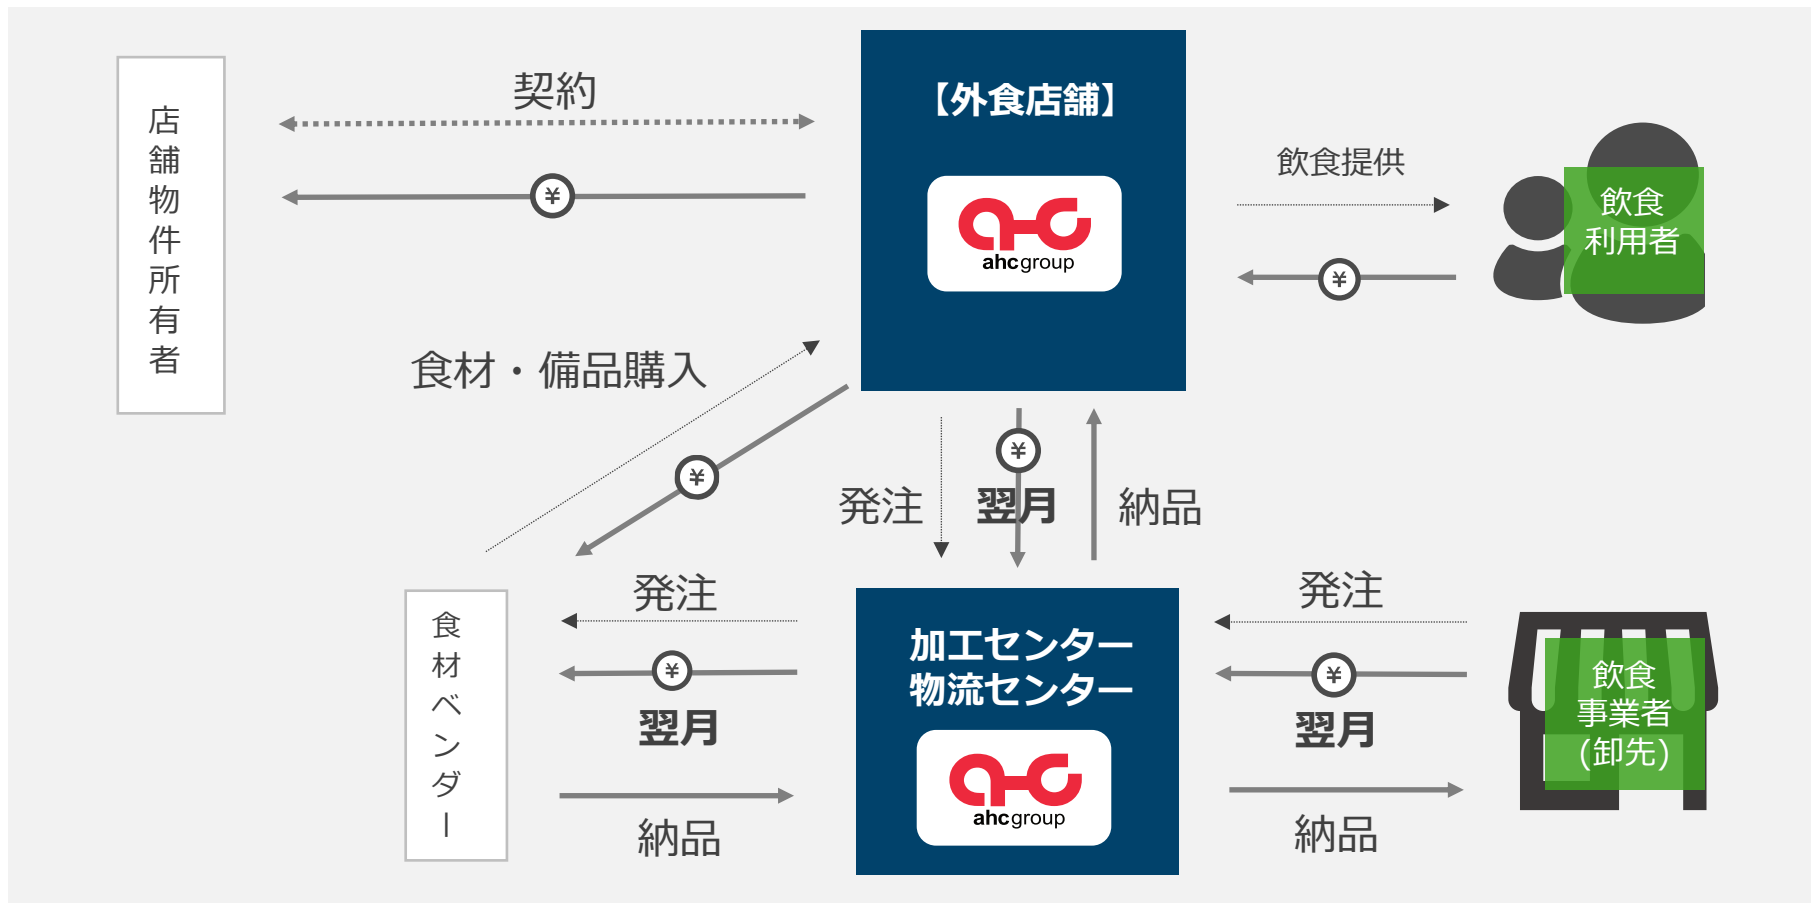 契約
【外食店舗】
店舗物件所有者
¥
ahcgroup
飲食提供
飲食
利用者
¥
食材・備品購入
¥
¥
発注
翌月
納品
食材ベンダー
発注
¥
翌月
納品
加工センター
物流センター
ahcgroup
発注
¥
翌月
納品
飲食
事業者
(卸先)